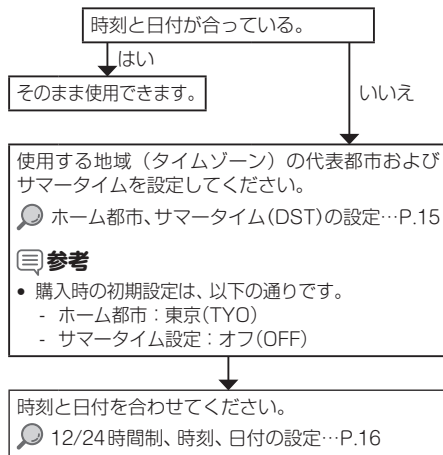 時刻と日付が合っている。
はい
そのまま使用できます。
いいえ
使用する地域（タイムゾーン）の代表都市および
サマータイムを設定してください。
ホーム都市、サマータイム(DST)の設定…P.15
参考
• 購入時の初期設定は、以下の通りです。
- ホーム都市：東京(TYO)
- サマータイム設定：オフ(OFF)
時刻と日付を合わせてください。
12/24時間制、時刻、日付の設定…P.16